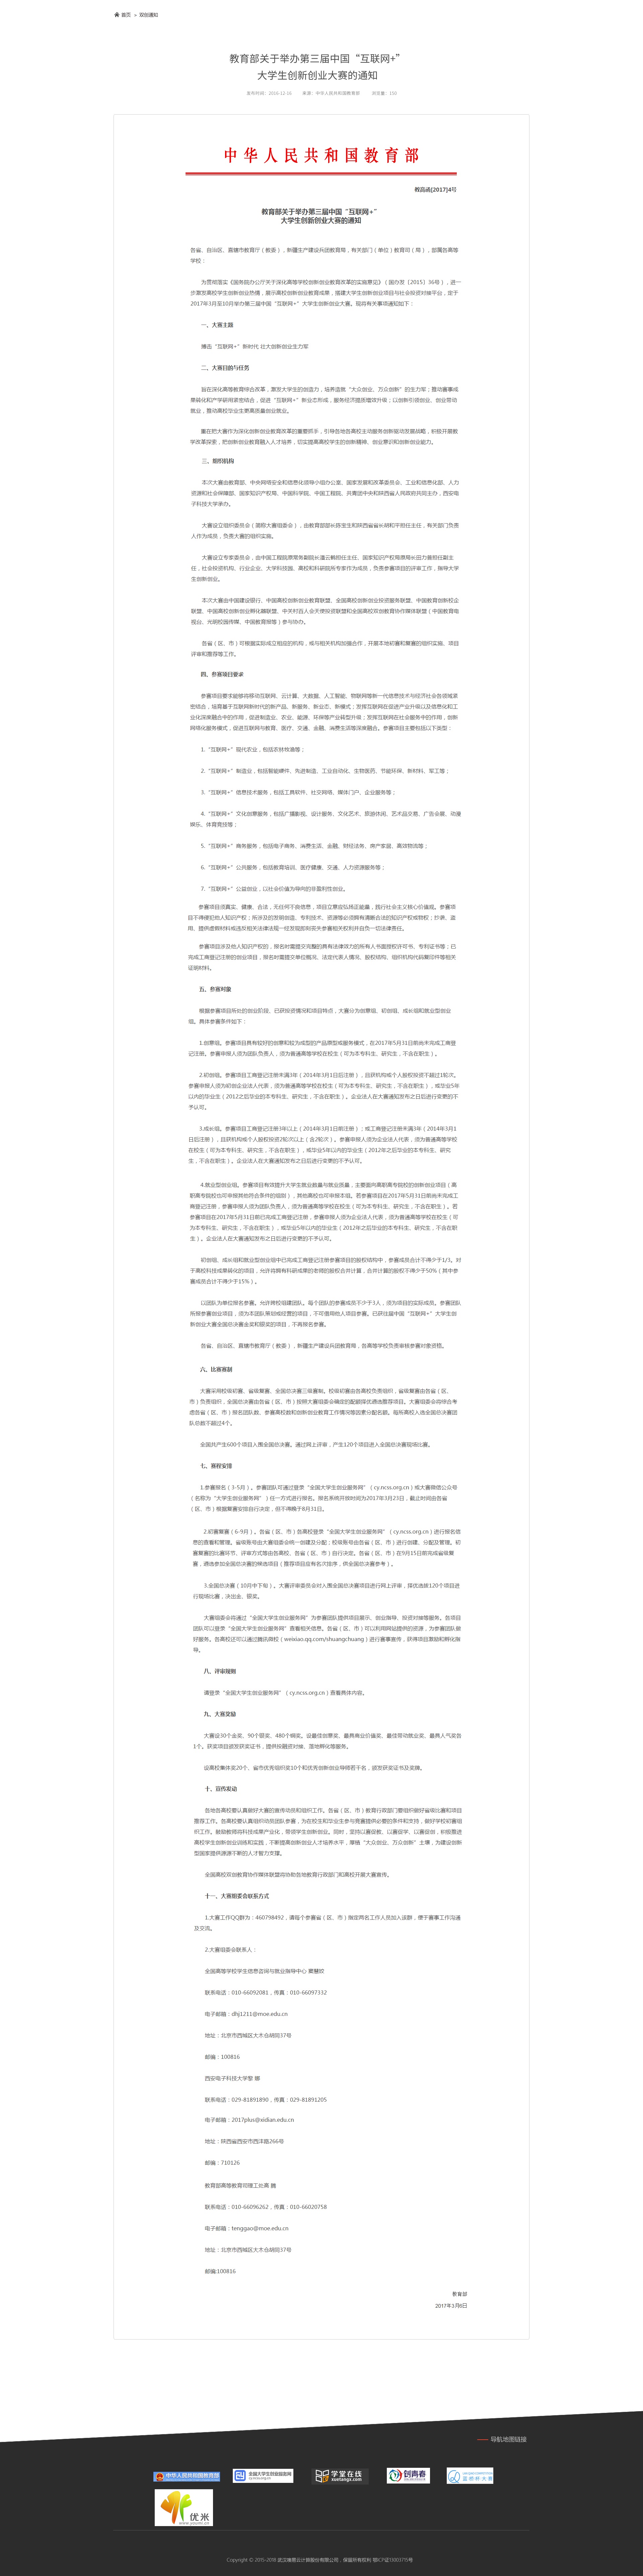 首页 > 双创通知
教育部关于举办第三届中国“互联网+”
大学生创新创业大赛的通知
发布时间：2016-12-16 来源：中华人民共和国教育部 浏览量：150
中华人民共和国教育部
教高函[2017]4号
教育部关于举办第三届中国“互联网+”
大学生创新创业大赛的通知
各省、自治区、直辖市教育厅（教委），新疆生产建设兵团教育局，有关部门（单位）教育司（局），部属各高等
学校：
为贯彻落实《国务院办公厅关于深化高等学校创新创业教育改革的实施意见》（国办发〔2015〕36号），进一
步激发高校学生创新创业热情，展示高校创新创业教育成果，搭建大学生创新创业项目与社会投资对接平台，定于
2017年3月至10月举办第三届中国“互联网+”大学生创新创业大赛。现将有关事项通知如下：
一、大赛主题
搏击“互联网+”新时代 壮大创新创业生力军
二、大赛目的与任务
旨在深化高等教育综合改革，激发大学生的创造力，培养造就“大众创业、万众创新”的生力军；推动赛事成
果转化和产学研用紧密结合，促进“互联网+”新业态形成，服务经济提质增效升级；以创新引领创业、创业带动
就业，推动高校毕业生更高质量创业就业。
重在把大赛作为深化创新创业教育改革的重要抓手，引导各地各高校主动服务创新驱动发展战略，积极开展教
学改革探索，把创新创业教育融入人才培养，切实提高高校学生的创新精神、创业意识和创新创业能力。
三、组织机构
本次大赛由教育部、中央网络安全和信息化领导小组办公室、国家发展和改革委员会、工业和信息化部、人力
资源和社会保障部、国家知识产权局、中国科学院、中国工程院、共青团中央和陕西省人民政府共同主办，西安电
子科技大学承办。
大赛设立组织委员会（简称大赛组委会），由教育部部长陈宝生和陕西省省长胡和平担任主任，有关部门负责
人作为成员，负责大赛的组织实施。
大赛设立专家委员会，由中国工程院原常务副院长潘云鹤担任主任、国家知识产权局原局长田力普担任副主
任，社会投资机构、行业企业、大学科技园、高校和科研院所专家作为成员，负责参赛项目的评审工作，指导大学
生创新创业。
本次大赛由中国建设银行、中国高校创新创业教育联盟、全国高校创新创业投资服务联盟、中国教育创新校企
联盟、中国高校创新创业孵化器联盟、中关村百人会天使投资联盟和全国高校双创教育协作媒体联盟（中国教育电
视台、光明校园传媒、中国教育报等）参与协办。
各省（区、市）可根据实际成立相应的机构，或与相关机构加强合作，开展本地初赛和复赛的组织实施、项目
评审和推荐等工作。
四、参赛项目要求
参赛项目要求能够将移动互联网、云计算、大数据、人工智能、物联网等新一代信息技术与经济社会各领域紧
密结合，培育基于互联网新时代的新产品、新服务、新业态、新模式；发挥互联网在促进产业升级以及信息化和工
业化深度融合中的作用，促进制造业、农业、能源、环保等产业转型升级；发挥互联网在社会服务中的作用，创新
网络化服务模式，促进互联网与教育、医疗、交通、金融、消费生活等深度融合。参赛项目主要包括以下类型：
1.“互联网+”现代农业，包括农林牧渔等；
2.“互联网+”制造业，包括智能硬件、先进制造、工业自动化、生物医药、节能环保、新材料、军工等；
3.“互联网+”信息技术服务，包括工具软件、社交网络、媒体门户、企业服务等；
4.“互联网+”文化创意服务，包括广播影视、设计服务、文化艺术、旅游休闲、艺术品交易、广告会展、动漫
娱乐、体育竞技等；
5.“互联网+”商务服务，包括电子商务、消费生活、金融、财经法务、房产家居、高效物流等；
6.“互联网+”公共服务，包括教育培训、医疗健康、交通、人力资源服务等；
7.“互联网+”公益创业，以社会价值为导向的非盈利性创业。
参赛项目须真实、健康、合法，无任何不良信息，项目立意应弘扬正能量，践行社会主义核心价值观。参赛项
目不得侵犯他人知识产权；所涉及的发明创造、专利技术、资源等必须拥有清晰合法的知识产权或物权；抄袭、盗
用、提供虚假材料或违反相关法律法规一经发现即刻丧失参赛相关权利并自负一切法律责任。
参赛项目涉及他人知识产权的，报名时需提交完整的具有法律效力的所有人书面授权许可书、专利证书等；已
完成工商登记注册的创业项目，报名时需提交单位概况、法定代表人情况、股权结构、组织机构代码复印件等相关
证明材料。
五、参赛对象
根据参赛项目所处的创业阶段、已获投资情况和项目特点，大赛分为创意组、初创组、成长组和就业型创业
组。具体参赛条件如下：
1.创意组。参赛项目具有较好的创意和较为成型的产品原型或服务模式，在2017年5月31日前尚未完成工商登
记注册。参赛申报人须为团队负责人，须为普通高等学校在校生（可为本专科生、研究生，不含在职生）。
2.初创组。参赛项目工商登记注册未满3年（2014年3月1日后注册），且获机构或个人股权投资不超过1轮次。
参赛申报人须为初创企业法人代表，须为普通高等学校在校生（可为本专科生、研究生，不含在职生），或毕业5年
以内的毕业生（2012之后毕业的本专科生、研究生，不含在职生）。企业法人在大赛通知发布之日后进行变更的不
予认可。
3.成长组。参赛项目工商登记注册3年以上（2014年3月1日前注册）；或工商登记注册未满3年（2014年3月1
日后注册），且获机构或个人股权投资2轮次以上（含2轮次）。参赛申报人须为企业法人代表，须为普通高等学校
在校生（可为本专科生、研究生，不含在职生），或毕业5年以内的毕业生（2012年之后毕业的本专科生、研究
生，不含在职生）。企业法人在大赛通知发布之日后进行变更的不予认可。
4.就业型创业组。参赛项目有效提升大学生就业数量与就业质量，主要面向高职高专院校的创新创业项目（高
职高专院校也可申报其他符合条件的组别），其他高校也可申报本组。若参赛项目在2017年5月31日前尚未完成工
商登记注册，参赛申报人须为团队负责人，须为普通高等学校在校生（可为本专科生、研究生，不含在职生）。若
参赛项目在2017年5月31日前已完成工商登记注册，参赛申报人须为企业法人代表，须为普通高等学校在校生（可
为本专科生、研究生，不含在职生），或毕业5年以内的毕业生（2012年之后毕业的本专科生、研究生，不含在职
生）。企业法人在大赛通知发布之日后进行变更的不予认可。
初创组、成长组和就业型创业组中已完成工商登记注册参赛项目的股权结构中，参赛成员合计不得少于1/3。对
于高校科技成果转化的项目，允许将拥有科研成果的老师的股权合并计算，合并计算的股权不得少于50%（其中参
赛成员合计不得少于15%）。
以团队为单位报名参赛。允许跨校组建团队。每个团队的参赛成员不少于3人，须为项目的实际成员。参赛团队
所报参赛创业项目，须为本团队策划或经营的项目，不可借用他人项目参赛。已获往届中国“互联网+”大学生创
新创业大赛全国总决赛金奖和银奖的项目，不再报名参赛。
各省、自治区、直辖市教育厅（教委），新疆生产建设兵团教育局，各高等学校负责审核参赛对象资格。
六、比赛赛制
大赛采用校级初赛、省级复赛、全国总决赛三级赛制。校级初赛由各高校负责组织，省级复赛由各省（区、
市）负责组织，全国总决赛由各省（区、市）按照大赛组委会确定的配额择优遴选推荐项目。大赛组委会将综合考
虑各省（区、市）报名团队数、参赛高校数和创新创业教育工作情况等因素分配名额。每所高校入选全国总决赛团
队总数不超过4个。
全国共产生600个项目入围全国总决赛。通过网上评审，产生120个项目进入全国总决赛现场比赛。
七、赛程安排
1.参赛报名（3-5月）。参赛团队可通过登录“全国大学生创业服务网”（cy.ncss.org.cn）或大赛微信公众号
（名称为“大学生创业服务网”）任一方式进行报名。报名系统开放时间为2017年3月23日，截止时间由各省
（区、市）根据复赛安排自行决定，但不得晚于8月31日。
2.初赛复赛（6-9月）。各省（区、市）各高校登录“全国大学生创业服务网”（cy.ncss.org.cn）进行报名信
息的查看和管理。省级账号由大赛组委会统一创建及分配；校级账号由各省（区、市）进行创建、分配及管理。初
赛复赛的比赛环节、评审方式等由各高校、各省（区、市）自行决定。各省（区、市）在9月15日前完成省级复
赛，遴选参加全国总决赛的候选项目（推荐项目应有名次排序，供全国总决赛参考）。
3.全国总决赛（10月中下旬）。大赛评审委员会对入围全国总决赛项目进行网上评审，择优选拔120个项目进
行现场比赛，决出金、银奖。
大赛组委会将通过“全国大学生创业服务网”为参赛团队提供项目展示、创业指导、投资对接等服务。各项目
团队可以登录“全国大学生创业服务网”查看相关信息。各省（区、市）可以利用网站提供的资源，为参赛团队做
好服务。各高校还可以通过腾讯微校（weixiao.qq.com/shuangchuang）进行赛事宣传，获得项目激励和孵化指
导。
八、评审规则
请登录“全国大学生创业服务网”（cy.ncss.org.cn）查看具体内容。
九、大赛奖励
大赛设30个金奖、90个银奖、480个铜奖。设最佳创意奖、最具商业价值奖、最佳带动就业奖、最具人气奖各
1个。获奖项目颁发获奖证书，提供投融资对接、落地孵化等服务。
设高校集体奖20个、省市优秀组织奖10个和优秀创新创业导师若干名，颁发获奖证书及奖牌。
十、宣传发动
各地各高校要认真做好大赛的宣传动员和组织工作。各省（区、市）教育行政部门要组织做好省级比赛和项目
推荐工作。各高校要认真组织动员团队参赛，为在校生和毕业生参与竞赛提供必要的条件和支持，做好学校初赛组
织工作。鼓励教师将科技成果产业化，带领学生创新创业。同时，坚持以赛促教、以赛促学、以赛促创，积极推进
高校学生创新创业训练和实践，不断提高创新创业人才培养水平，厚植“大众创业、万众创新”土壤，为建设创新
型国家提供源源不断的人才智力支撑。
全国高校双创教育协作媒体联盟将协助各地教育行政部门和高校开展大赛宣传。
十一、大赛组委会联系方式
1.大赛工作QQ群为：460798492，请每个参赛省（区、市）指定两名工作人员加入该群，便于赛事工作沟通
及交流。
2.大赛组委会联系人：
全国高等学校学生信息咨询与就业指导中心 窦慧欣
联系电话：010-66092081，传真：010-66097332
电子邮箱：dhj1211@moe.edu.cn
地址：北京市西城区大木仓胡同37号
邮编：100816
西安电子科技大学黎 娜
联系电话：029-81891890，传真：029-81891205
电子邮箱：2017plus@xidian.edu.cn
地址：陕西省西安市西沣路266号
邮编：710126
教育部高等教育司理工处高 腾
联系电话：010-66096262，传真：010-66020758
电子邮箱：tenggao@moe.edu.cn
地址：北京市西城区大木仓胡同37号
邮编:100816
教育部
2017年3月6日
导航地图链接
中华人民共和国教育部
全国大学生创业服务网
cy.ncss.org.cn
学堂在线
xuetangx.com
创青春
蓝桥杯大赛
优米
www.youmi.cn
Copyright © 2015-2018 武汉唯思云计算股份有限公司，保留所有权利 鄂ICP证13003715号